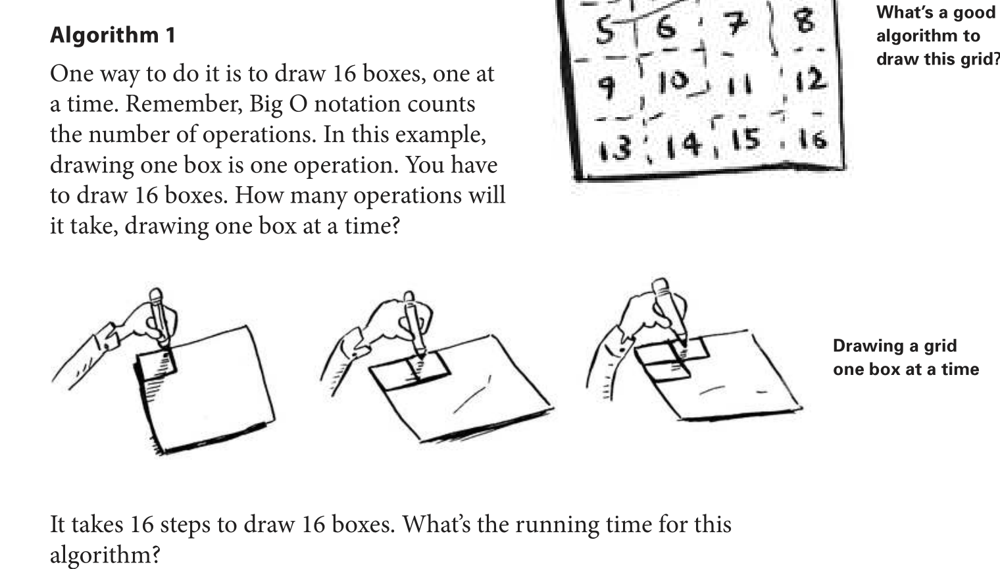 Algorithm 1
One way to do it is to draw 16 boxes, one at
a time. Remember, Big O notation counts
the number of operations. In this example,
drawing one box is one operation. You have
to draw 16 boxes. How many operations will
it take, drawing one box at a time?
5 6 7 8
9 10 11 12
13 14 15 16
What's a good
algorithm to
draw this grid?
Drawing a grid
one box at a time
It takes 16 steps to draw 16 boxes. What's the running time for this
algorithm?